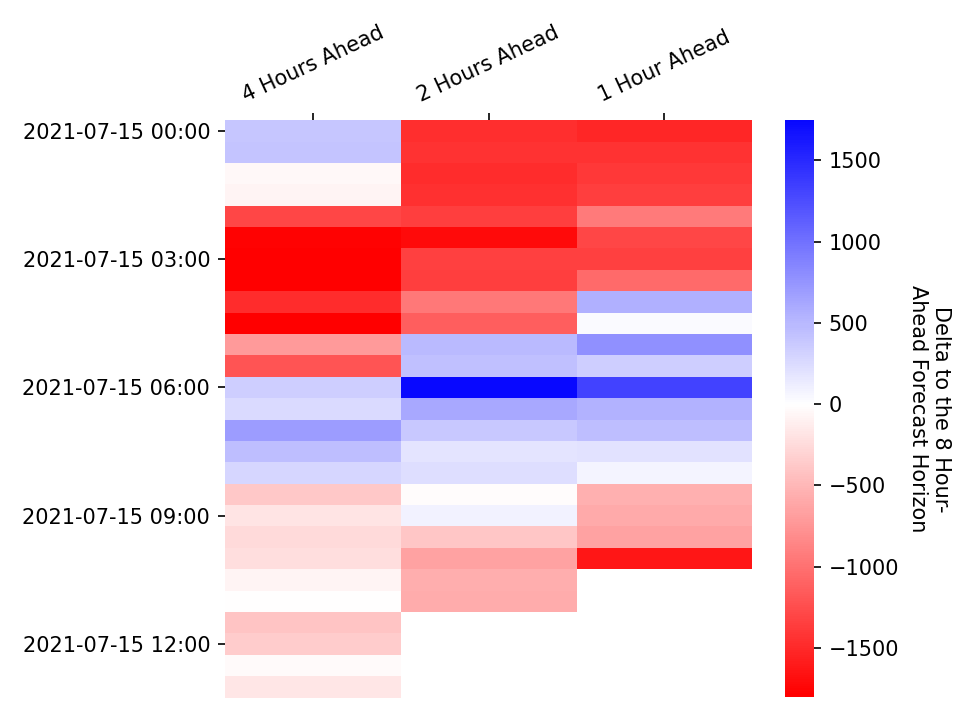 4 Hours Ahead
2 Hours Ahead
1 Hour Ahead
2021-07-15 00:00
2021-07-15 03:00
2021-07-15 06:00
2021-07-15 09:00
2021-07-15 12:00
1500
1000
500
0
−500
−1000
−1500
Delta to the 8 Hour-
Ahead Forecast Horizon